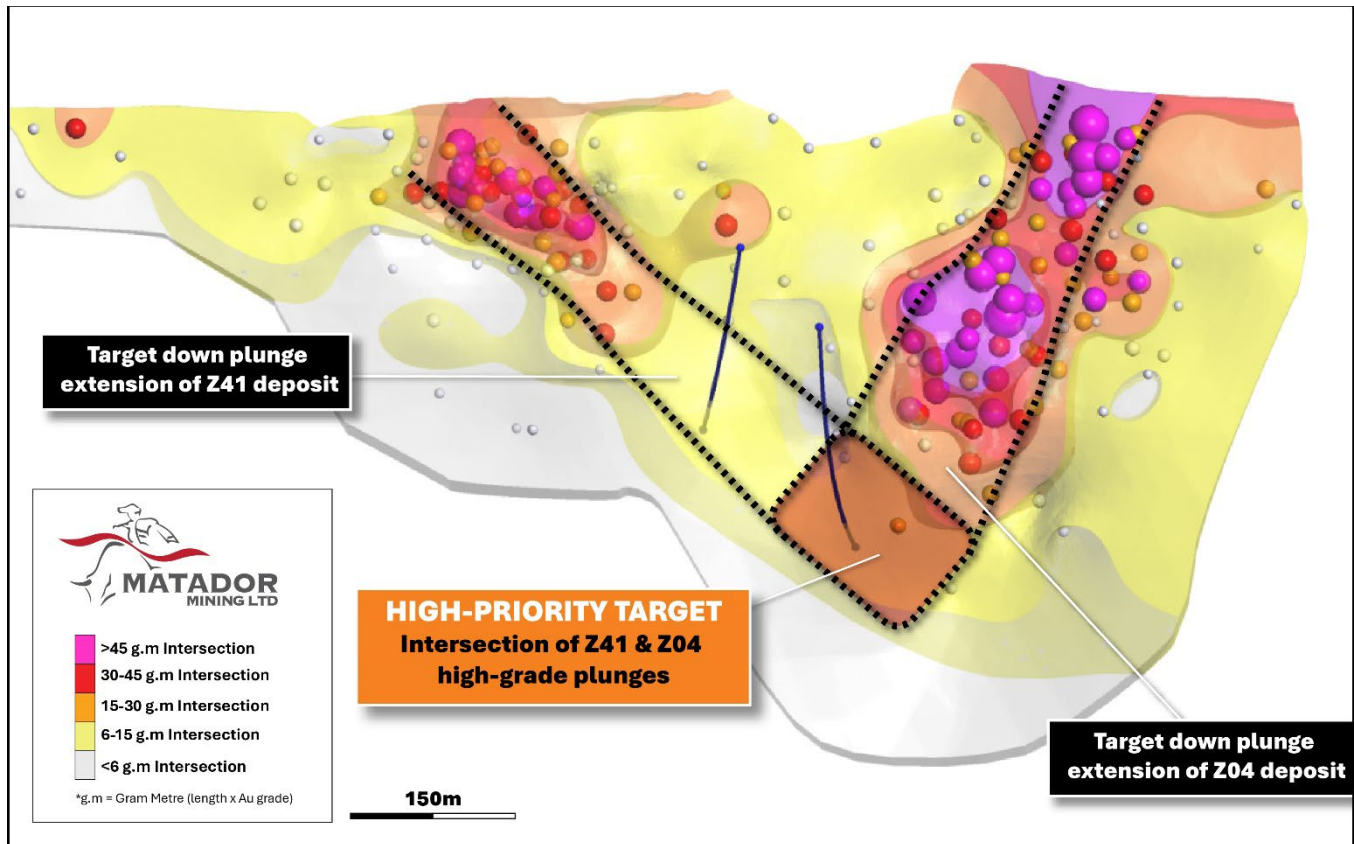 Target down plunge
extension of Z41 deposit
MATADOR
MINING LTD
>45 g.m Intersection
30-45 g.m Intersection
15-30 g.m Intersection
6-15 g.m Intersection
<6 g.m Intersection
*g.m = Gram Metre (length x Au grade)
HIGH-PRIORITY TARGET
Intersection of Z41 & Z04
high-grade plunges
150m
Target down plunge
extension of Z04 deposit